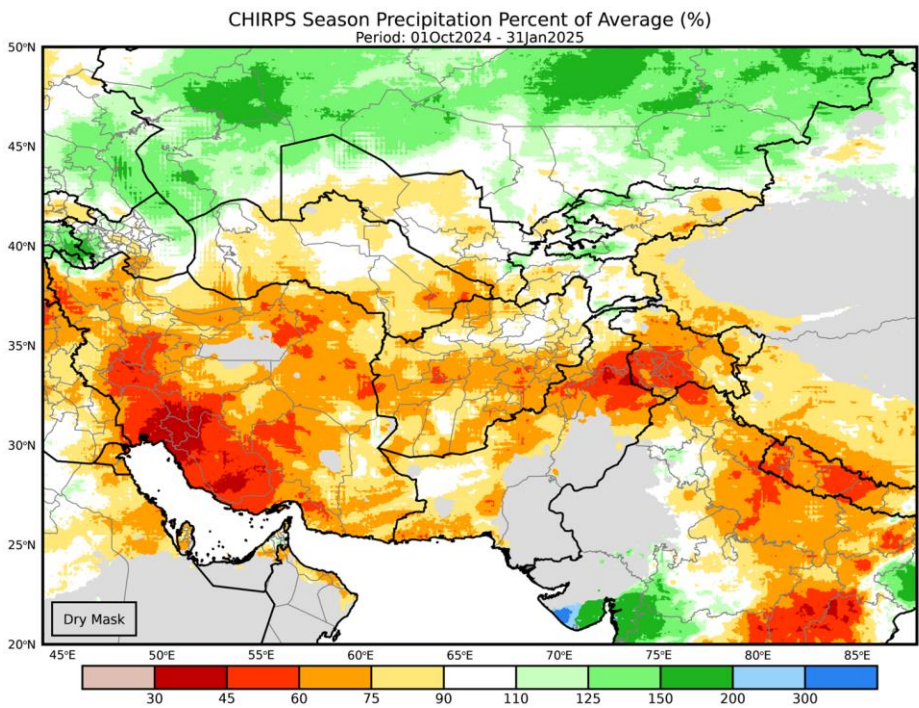 CHIRPS Season Precipitation Percent of Average (%)
Period: 01Oct2024 - 31Jan2025
50°N
45°N
40°N
35°N
30°N
25°N
20°N
Dry Mask
45°E 50°E 55°E 60°E 65°E 70°E 75°E 80°E 85°E
30 45 60 75 90 110 125 150 200 300